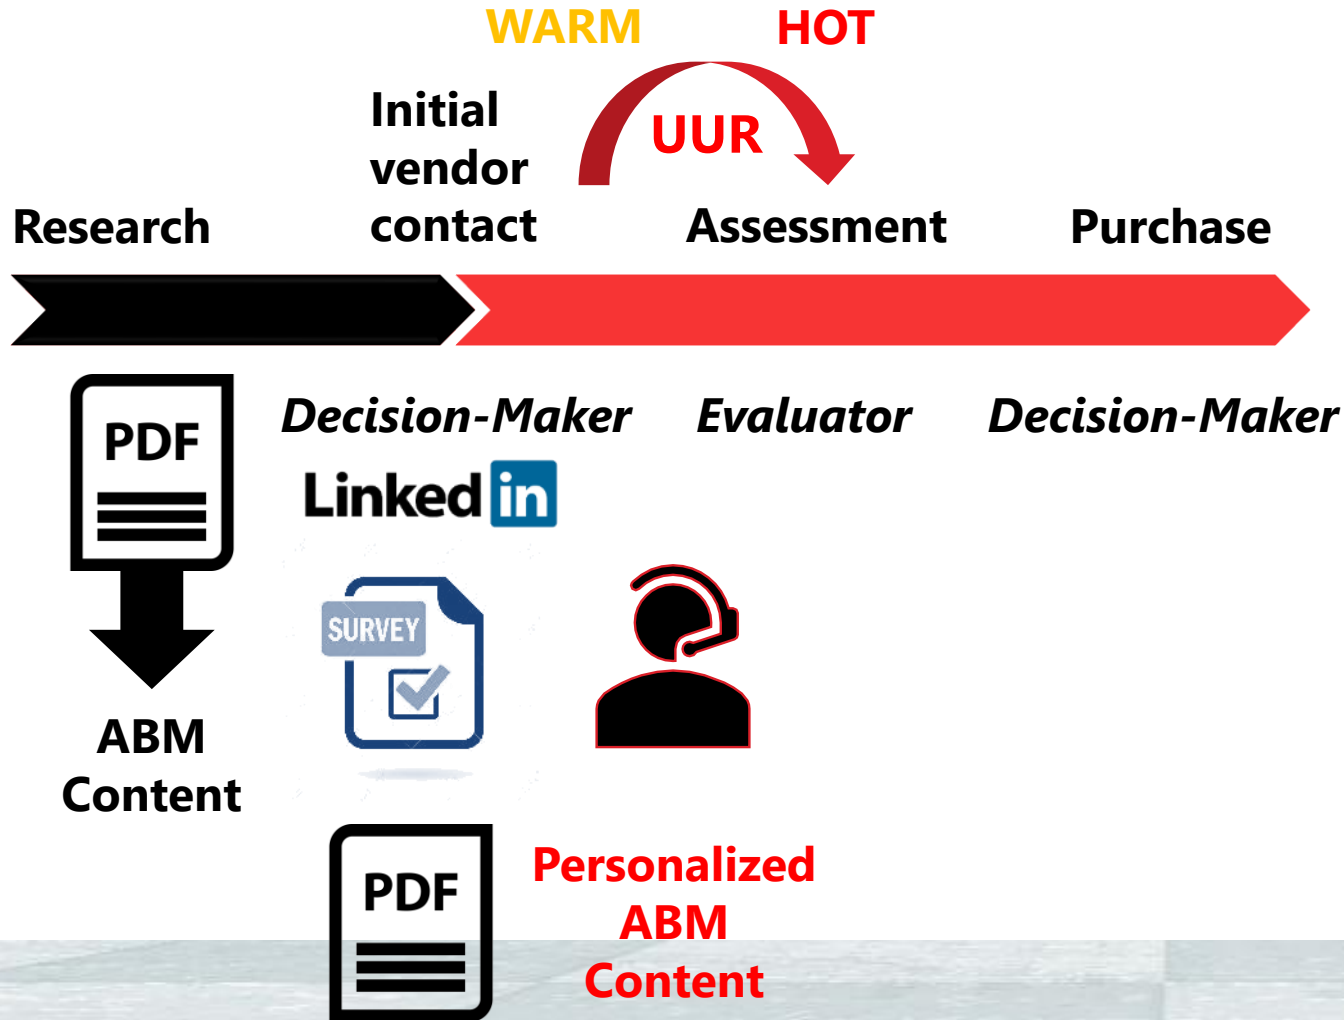 WARM HOT
Initial
vendor
contact
UUR
Research
Assessment
Purchase
PDF
Decision-Maker
Evaluator
Decision-Maker
Linked in
SURVEY
ABM
Content
PDF
Personalized
ABM
Content